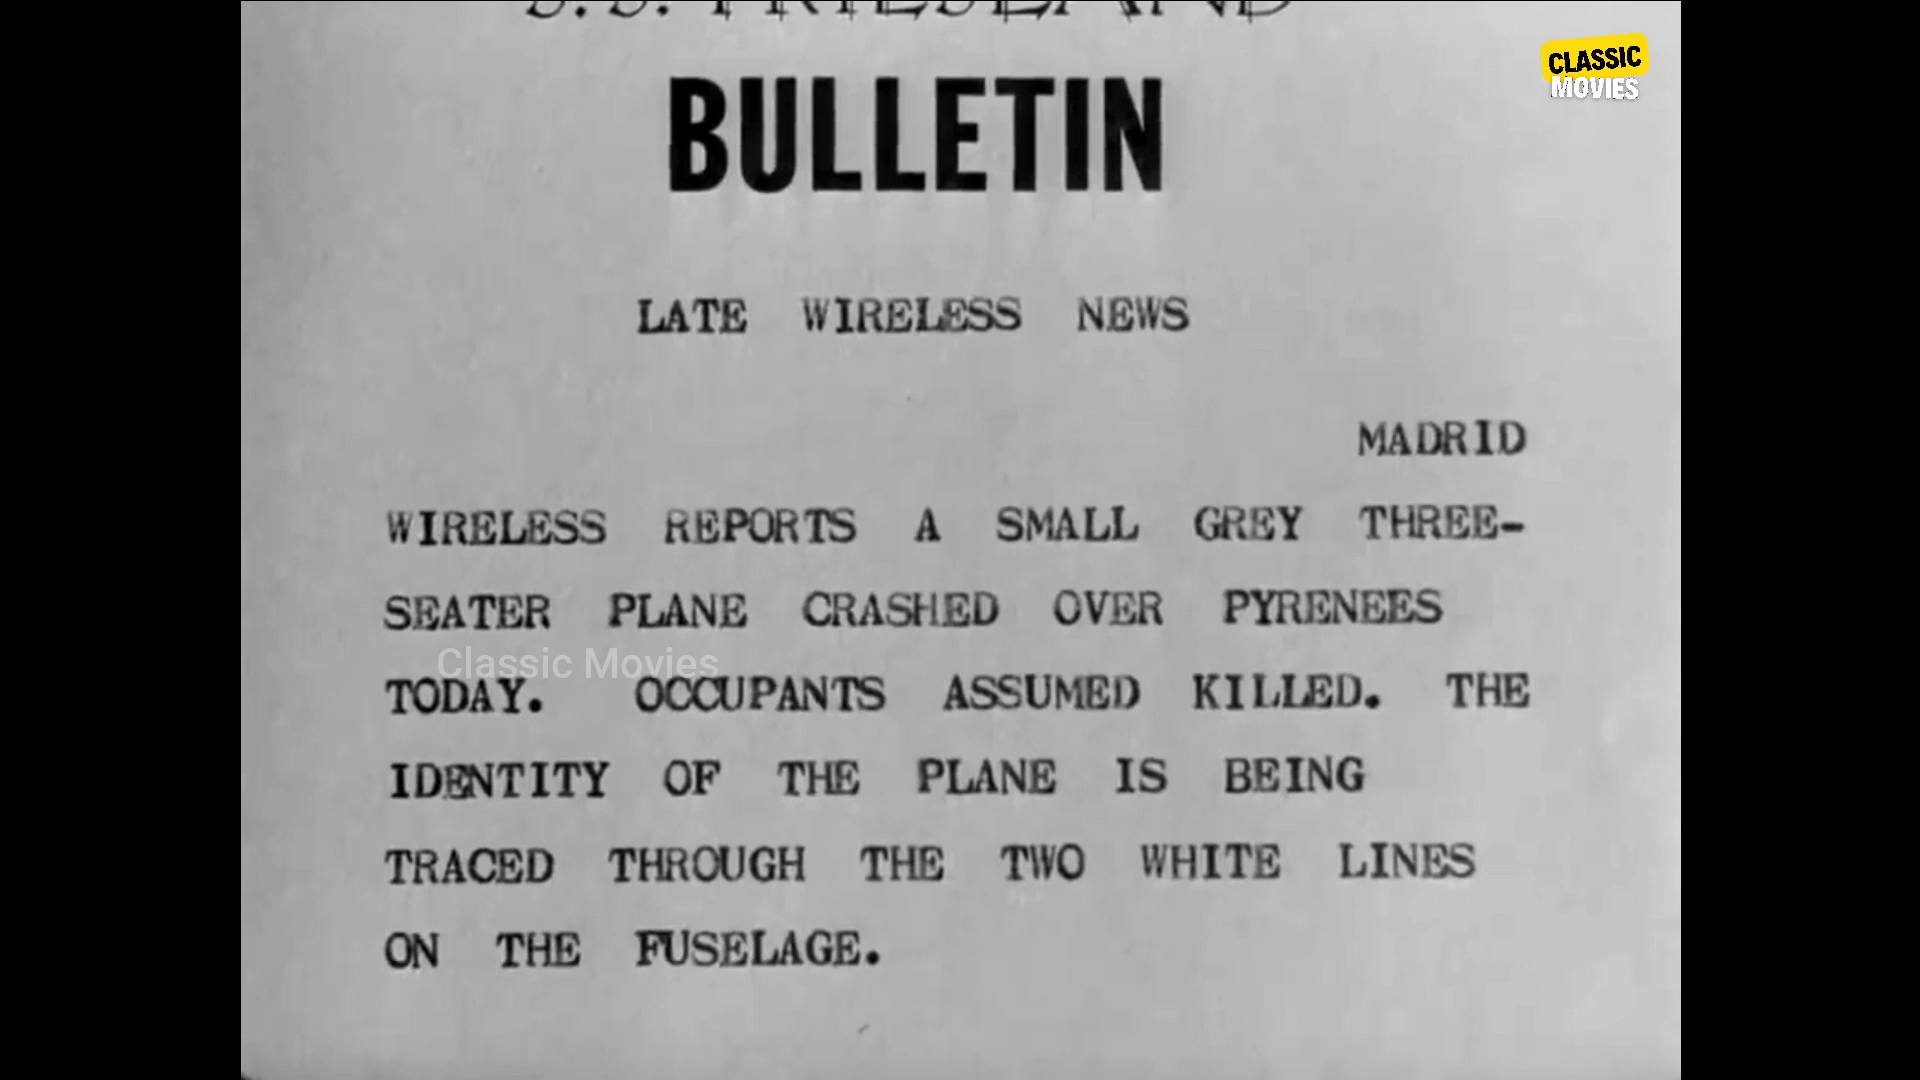 S.S. FRIESLAND
BULLETIN
CLASSIC
MOVIES
LATE WIRELESS NEWS
MADRID
WIRELESS REPORTS A SMALL GREY THREE-
SEATER PLANE CRASHED OVER PYRENEES
Classic Movies
TODAY. OCCUPANTS ASSUMED KILLED. THE
IDENTITY OF THE PLANE IS BEING
TRACED THROUGH THE TWO WHITE LINES
ON THE FUSELAGE.